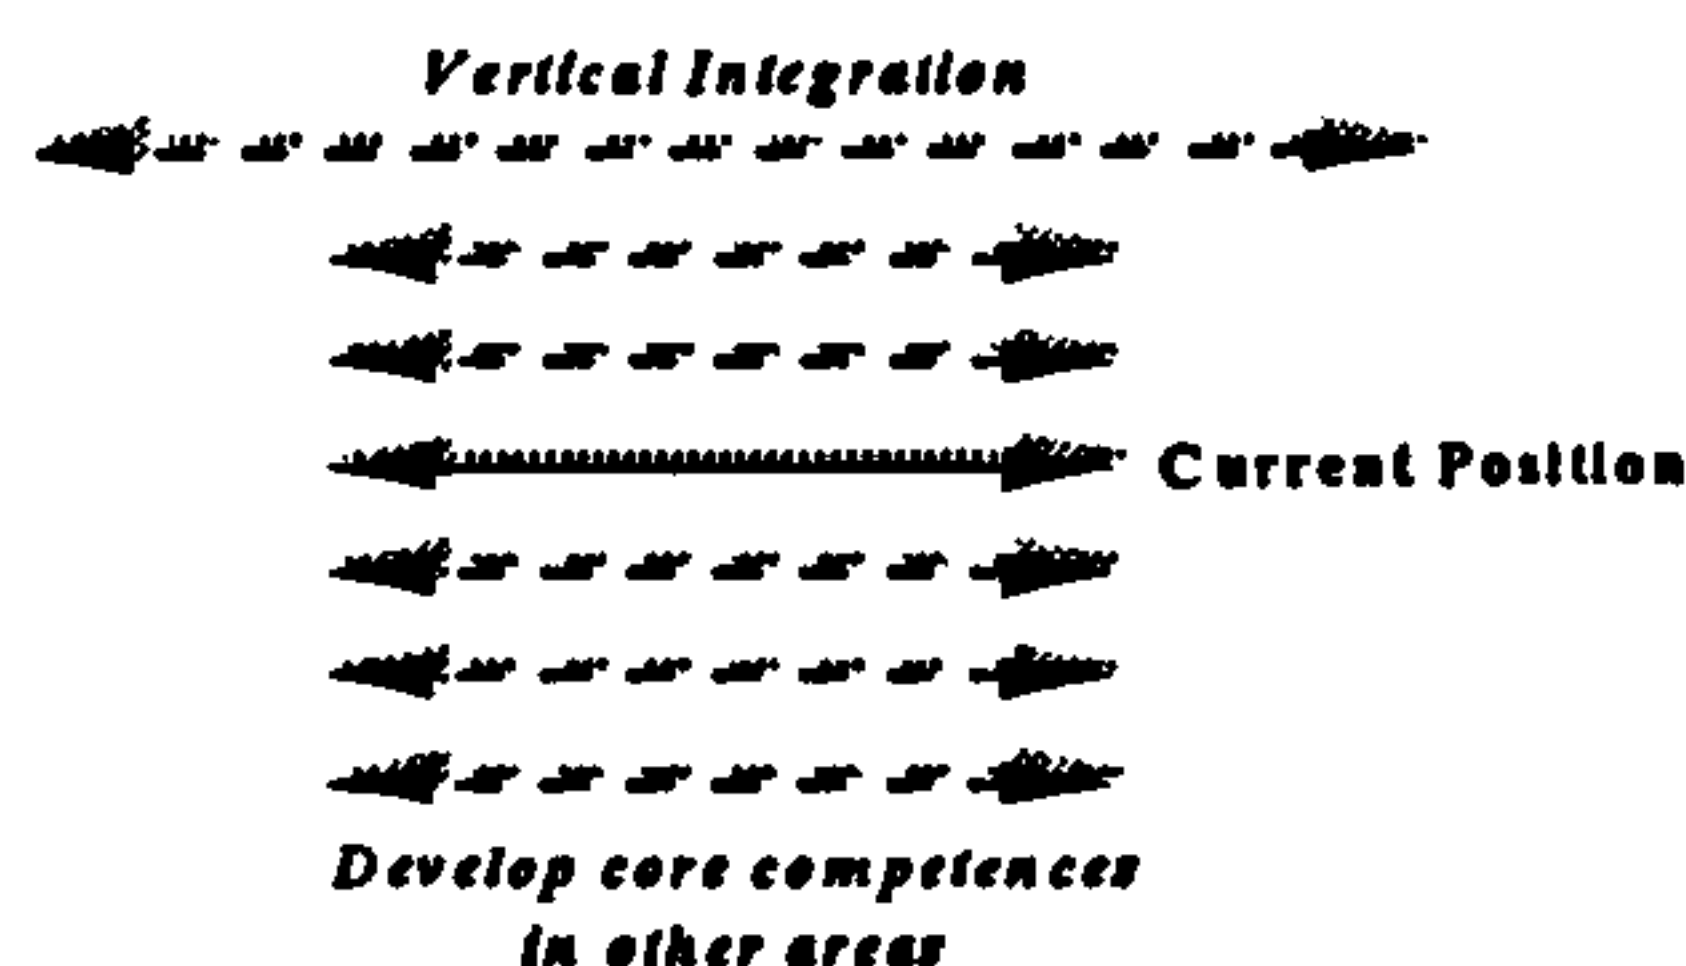 Vertical Integration
Current Position
Develop core competences
in other areas